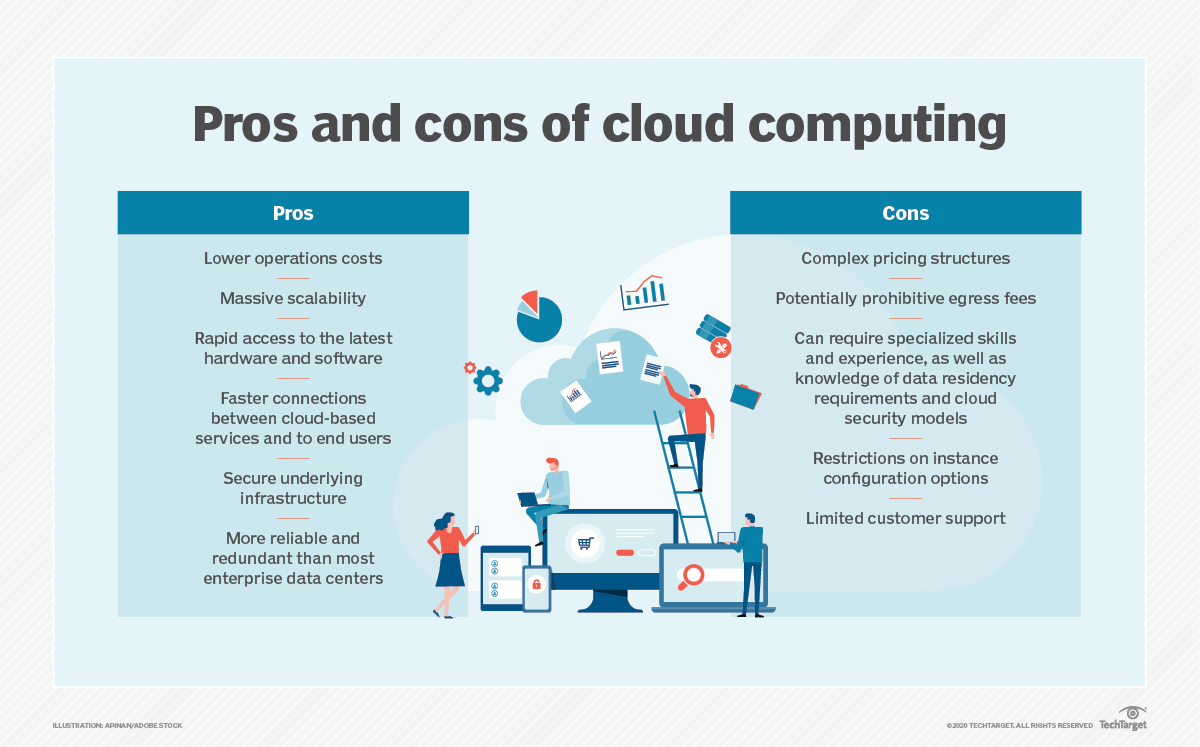 Pros and cons of cloud computing
Pros
Lower operations costs
Massive scalability
Rapid access to the latest
hardware and software
Faster connections
between cloud-based
services and to end users
Secure underlying
infrastructure
More reliable and
redundant than most
enterprise data centers
Cons
Complex pricing structures
Potentially prohibitive egress fees
Can require specialized skills
and experience, as well as
knowledge of data residency
requirements and cloud
security models
Restrictions on instance
configuration options
Limited customer support
ILLUSTRATION: APINAN/ADOBE STOCK
©2020 TECHTARGET. ALL RIGHTS RESERVED
TechTarget